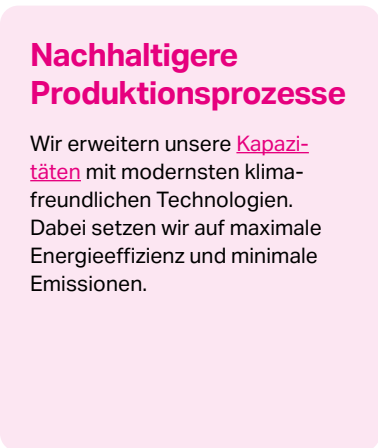 Nachhaltigere
Produktionsprozesse
Wir erweitern unsere Kapazi-
täten mit modernsten klima-
freundlichen Technologien.
Dabei setzen wir auf maximale
Energieeffizienz und minimale
Emissionen.